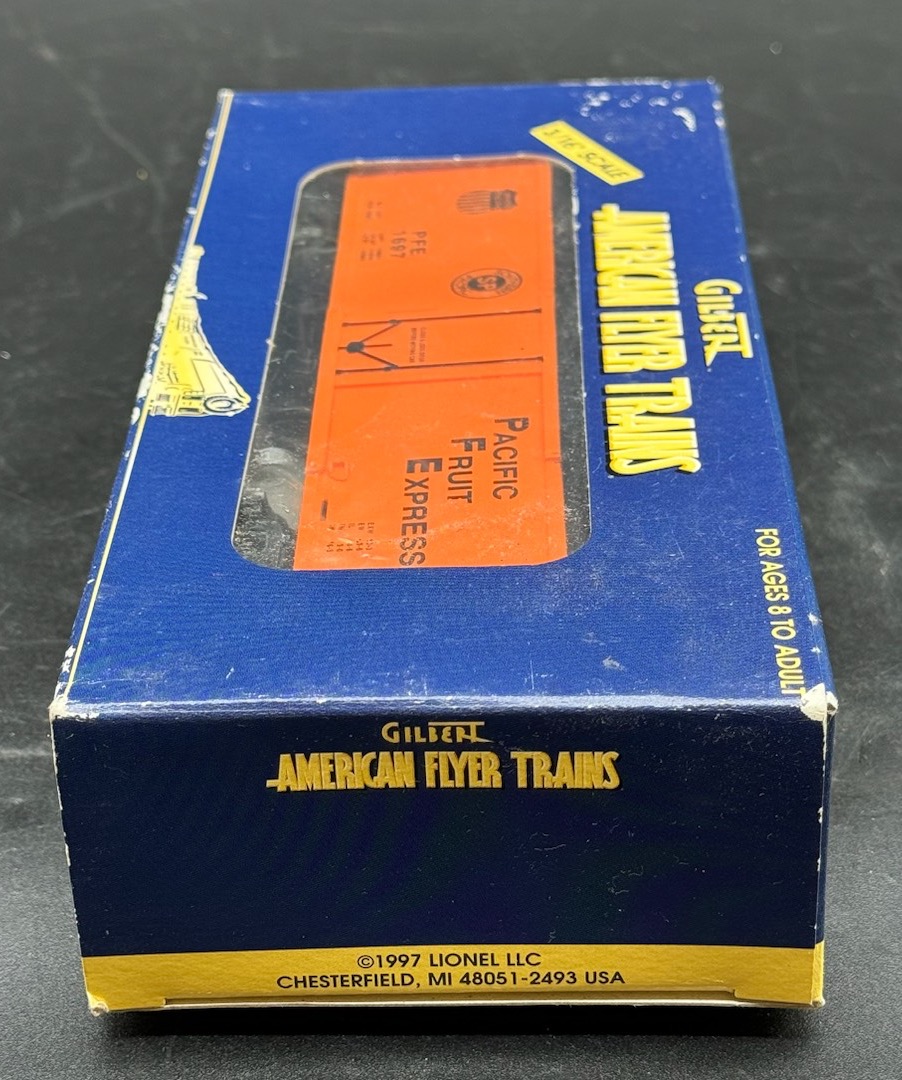 3/16" SCALE
GILBERT
AMERICAN FLYER TRAINS
FOR AGES 8 TO ADULT
PFE
1697
PACIFIC
FRUIT
EXPRESS
GILBERT
AMERICAN FLYER TRAINS
©1997 LIONEL LLC
CHESTERFIELD, MI 48051-2493 USA